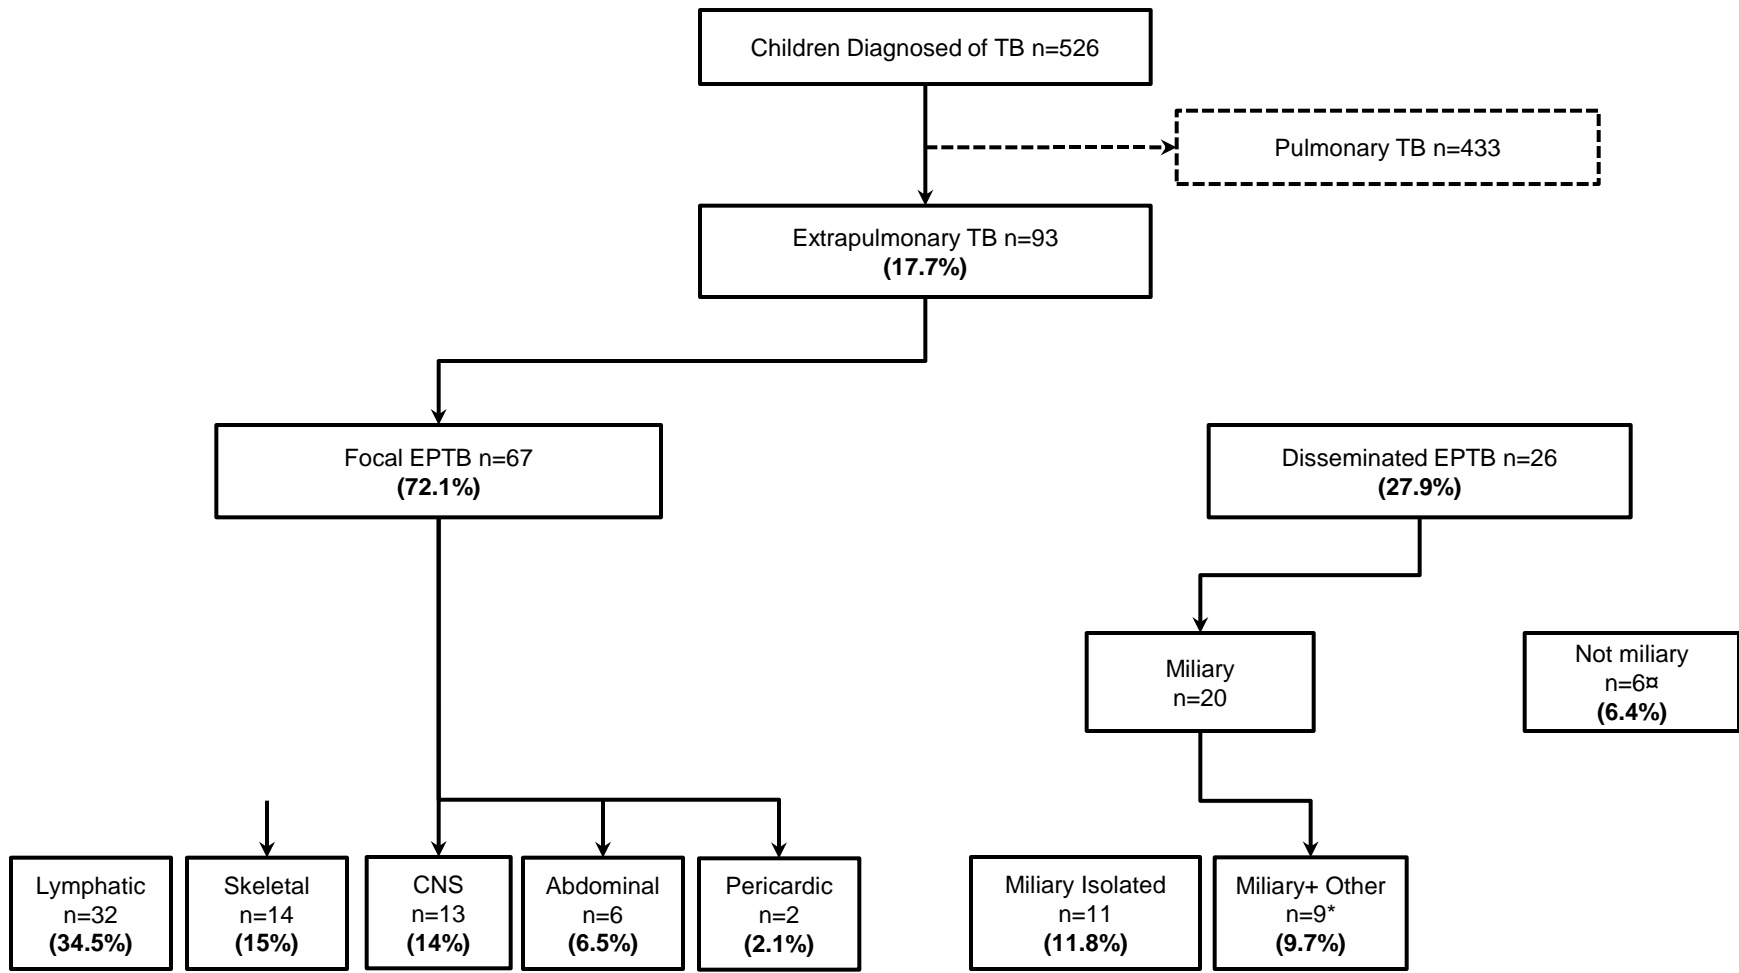 Children Diagnosed of TB n=526
Pulmonary TB n=433
Extrapulmonary TB n=93
(17.7%)
Focal EPTB n=67
(72.1%)
Disseminated EPTB n=26
(27.9%)
Miliary
n=20
Not miliary
n=6¤
(6.4%)
Lymphatic
n=32
(34.5%)
Skeletal
n=14
(15%)
CNS
n=13
(14%)
Abdominal
n=6
(6.5%)
Pericardic
n=2
(2.1%)
Miliary Isolated
n=11
(11.8%)
Miliary+ Other
n=9*
(9.7%)